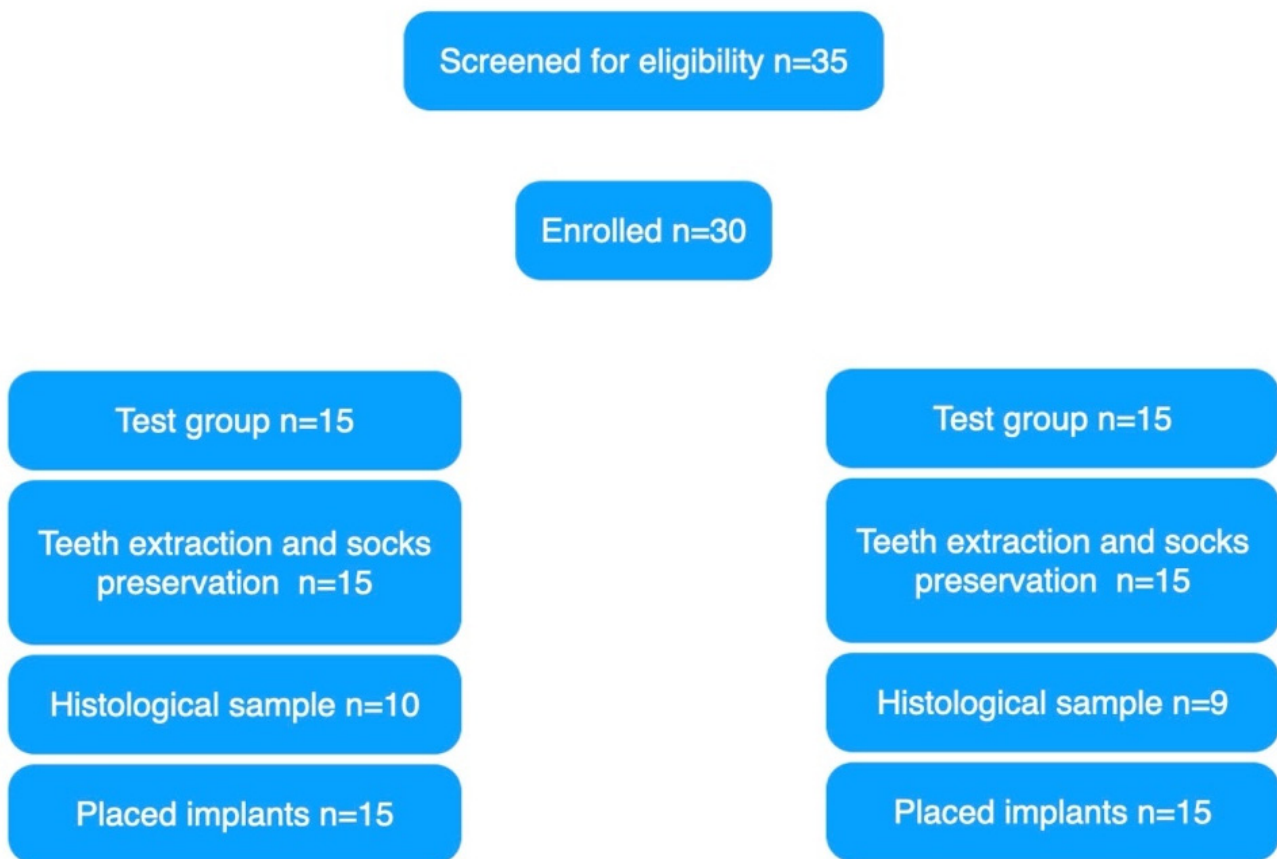 Screened for eligibility n=35
Enrolled n=30
Test group n=15
Teeth extraction and socks
preservation  n=15
Histological sample n=10
Placed implants n=15
Test group n=15
Teeth extraction and socks
preservation  n=15
Histological sample n=9
Placed implants n=15